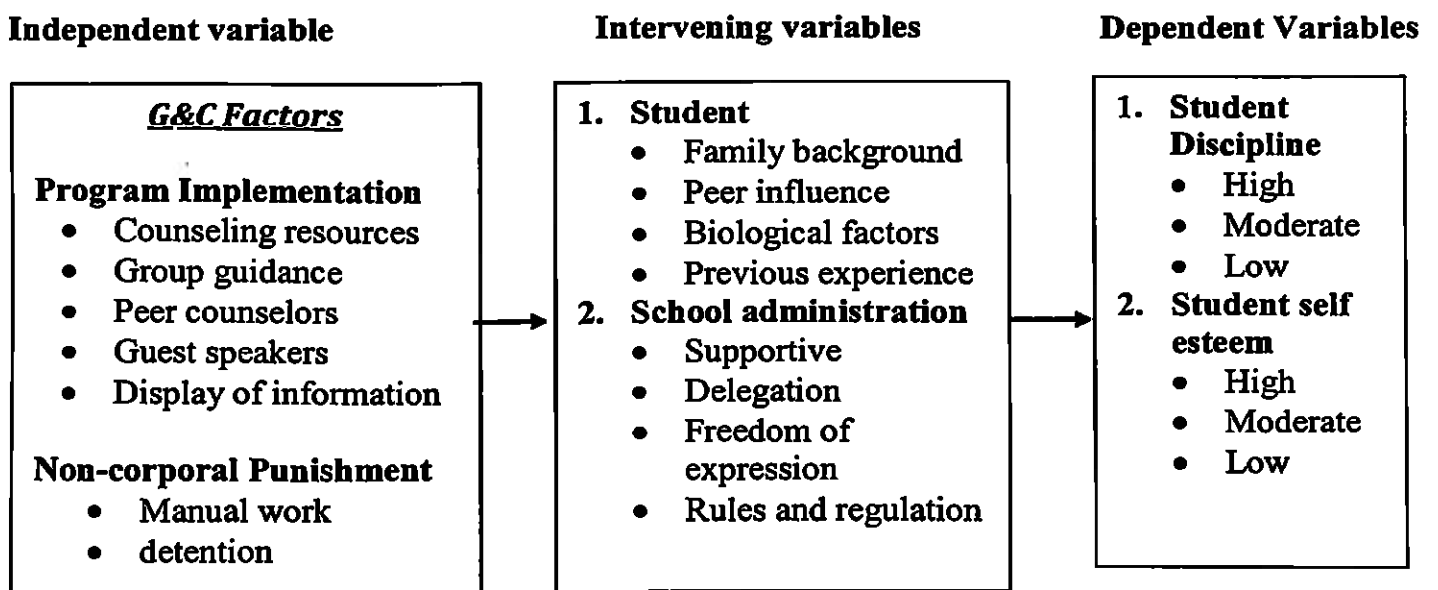 Independent variable
G&C Factors
Program Implementation
• Counseling resources
• Group guidance
• Peer counselors
• Guest speakers
• Display of information
Non-corporal Punishment
• Manual work
• detention
Intervening variables
1. Student
• Family background
• Peer influence
• Biological factors
• Previous experience
2. School administration
• Supportive
• Delegation
• Freedom of
expression
• Rules and regulation
Dependent Variables
1. Student
Discipline
• High
• Moderate
• Low
2. Student self
esteem
• High
• Moderate
• Low